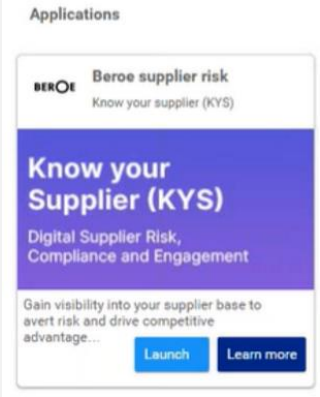 Applications
BEROE
Beroe supplier risk
Know your supplier (KYS)
Know your
Supplier (KYS)
Digital Supplier Risk,
Compliance and Engagement
Gain visibility into your supplier base to
avert risk and drive competitive
advantage...
Launch
Learn more